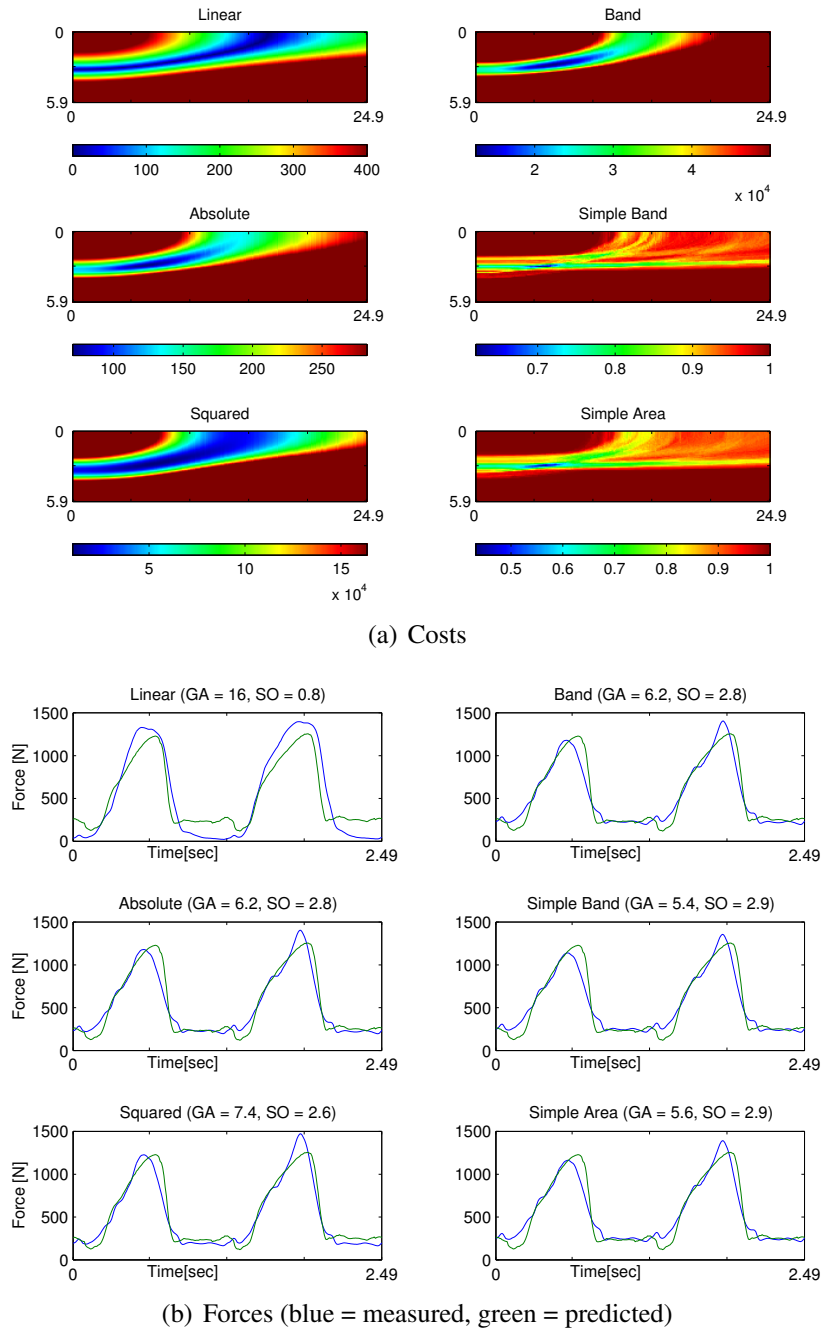 Linear
0
5.9
0 24.9
0 100 200 300 400
Band
0
5.9
0 24.9
2 3 4
x 10^4
Absolute
0
5.9
0 24.9
100 150 200 250
Simple Band
0
5.9
0 24.9
0.7 0.8 0.9 1
Squared
0
5.9
0 24.9
5 10 15
x 10^4
Simple Area
0
5.9
0 24.9
0.5 0.6 0.7 0.8 0.9 1
(a) Costs
Linear (GA = 16, SO = 0.8)
1500
1000
500
0
Force [N]
0 Time[sec] 2.49
Band (GA = 6.2, SO = 2.8)
1500
1000
500
0
0 Time[sec] 2.49
Absolute (GA = 6.2, SO = 2.8)
1500
1000
500
0
Force [N]
0 Time[sec] 2.49
Simple Band (GA = 5.4, SO = 2.9)
1500
1000
500
0
0 Time[sec] 2.49
Squared (GA = 7.4, SO = 2.6)
1500
1000
500
0
Force [N]
0 Time[sec] 2.49
Simple Area (GA = 5.6, SO = 2.9)
1500
1000
500
0
0 Time[sec] 2.49
(b) Forces (blue = measured, green = predicted)